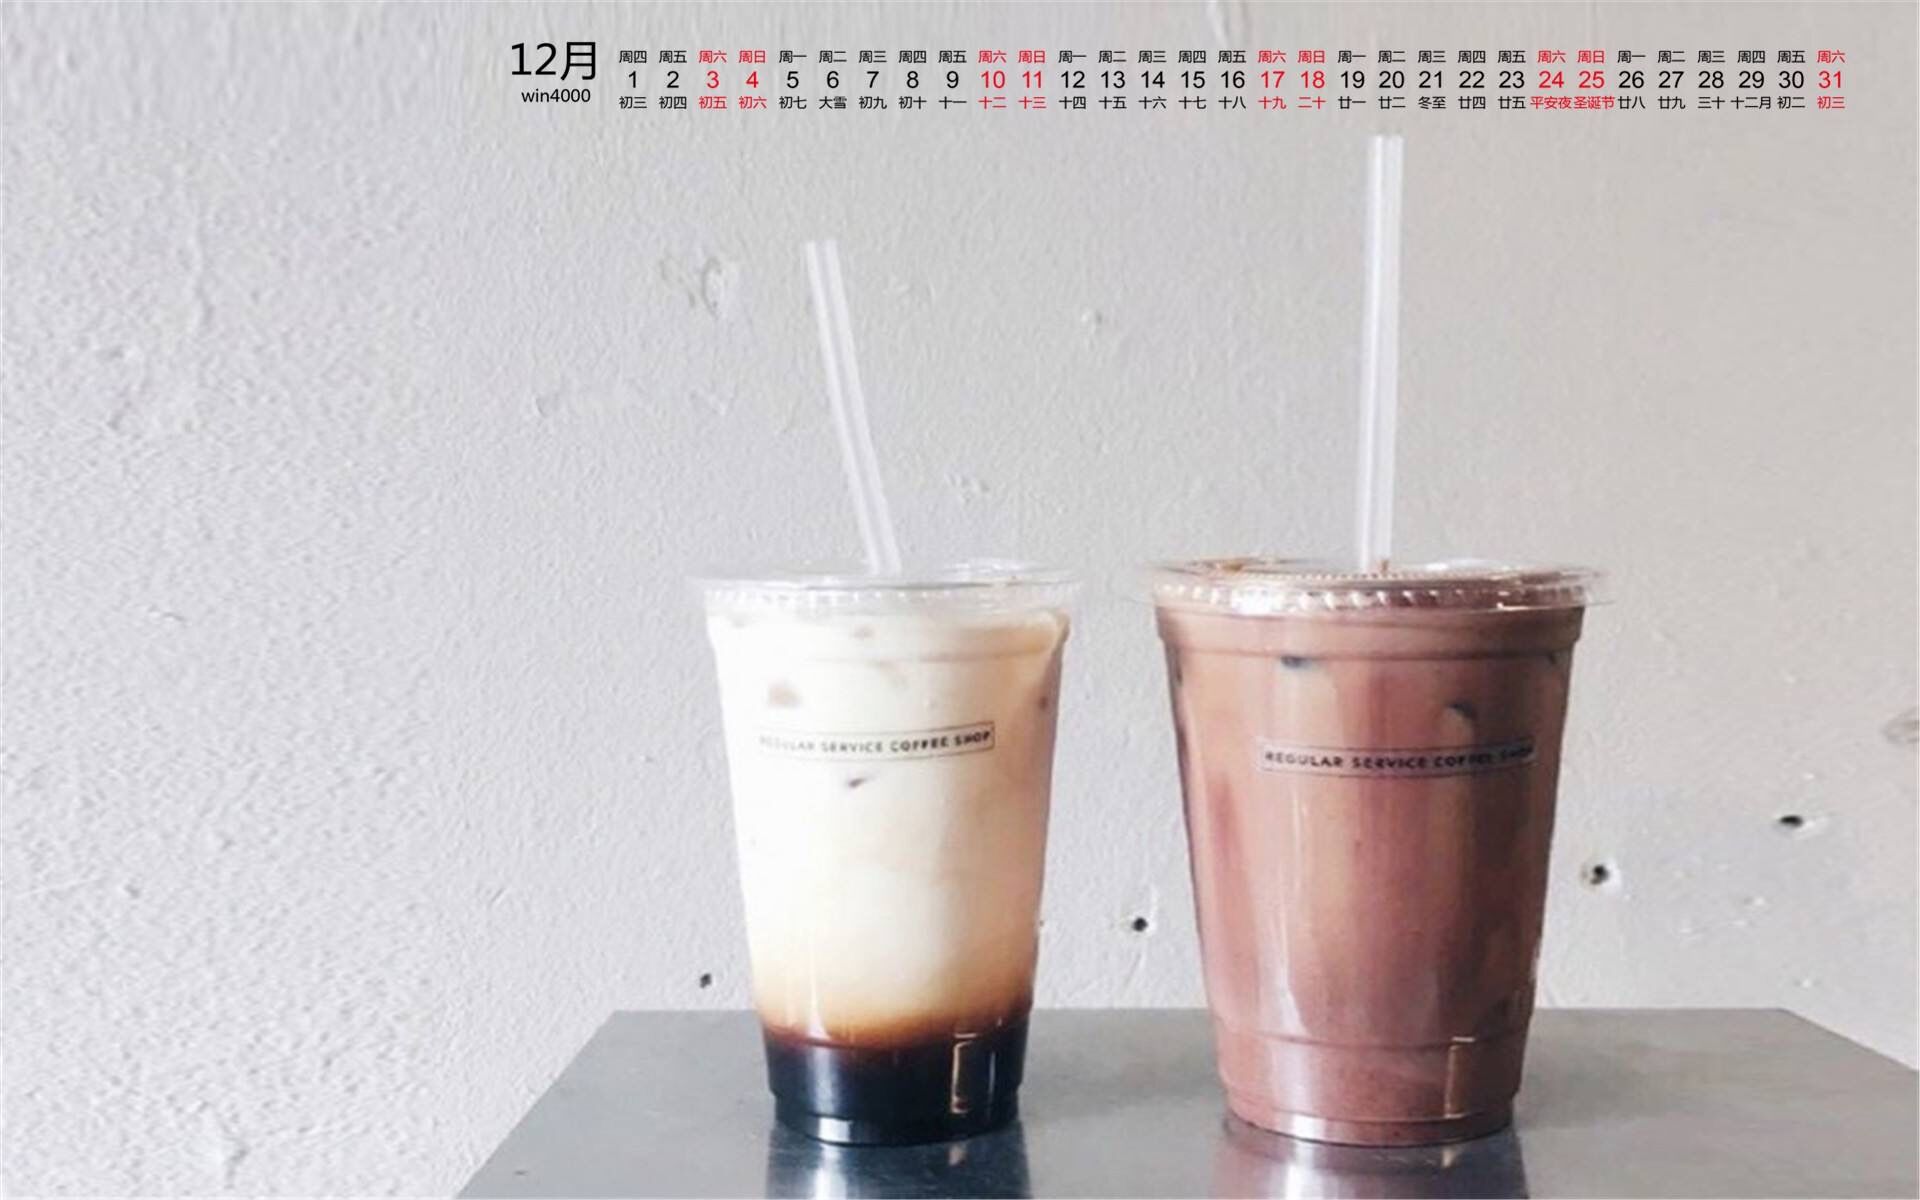 12月
win4000
周四 周五 周六 周日 周一 周二 周三 周四 周五 周六 周日 周一 周二 周三 周四 周五 周六 周日 周一 周二 周三 周四 周五 周六 周日 周一 周二 周三 周四 周五 周六
1 2 3 4 5 6 7 8 9 10 11 12 13 14 15 16 17 18 19 20 21 22 23 24 25 26 27 28 29 30 31
初三 初四 初五 初六 初七 大雪 初九 初十 十一 十二 十三 十四 十五 十六 十七 十八 十九 二十 廿一 廿二 冬至 廿四 廿五 平安夜 圣诞节 廿八 廿九 三十 十二月 初二 初三
REGULAR SERVICE COFFEE SHOP
REGULAR SERVICE COFFEE SHOP